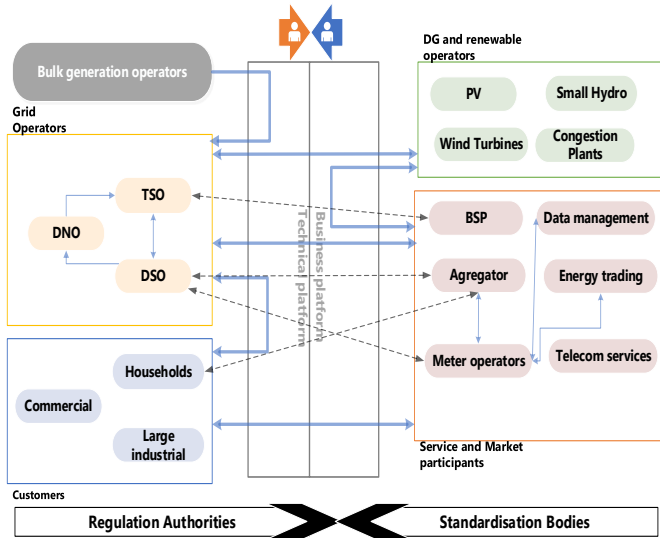 Bulk generation operators
DG and renewable
operators
PV
Small Hydro
Wind Turbines
Congestion
Plants
Grid
Operators
TSO
DNO
DSO
Business platform
Technical platform
BSP
Data management
Agregator
Energy trading
Meter operators
Telecom services
Households
Commercial
Large
industrial
Service and Market
participants
Customers
Regulation Authorities
Standardisation Bodies